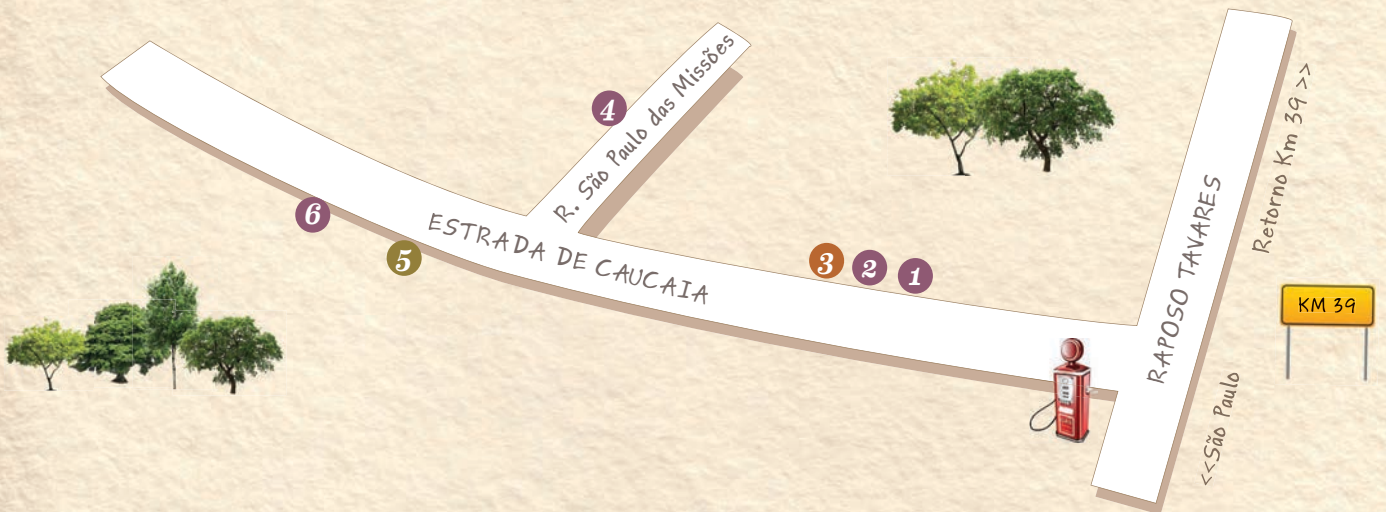 R. São Paulo das Missões
4
6
5
ESTRADA DE CAUCAIA
3
2
1
RAPOSO TAVARES
Retorno Km 39 >>
KM 39
<<São Paulo